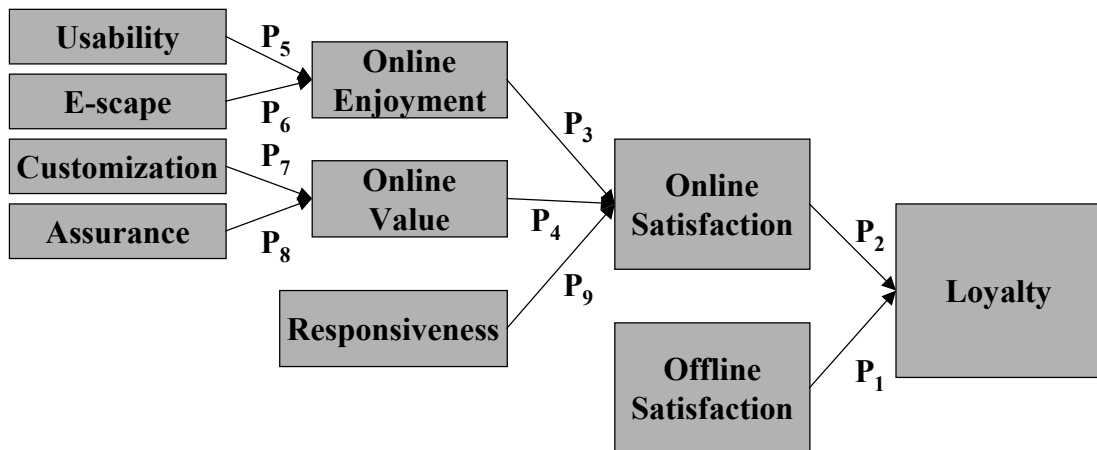 Usability
P5
Online
Enjoyment
E-scape
P6
P3
Customization
P7
Online
Value
Online
Satisfaction
Assurance
P8
P4
P2
Loyalty
P9
Responsiveness
Offline
Satisfaction
P1